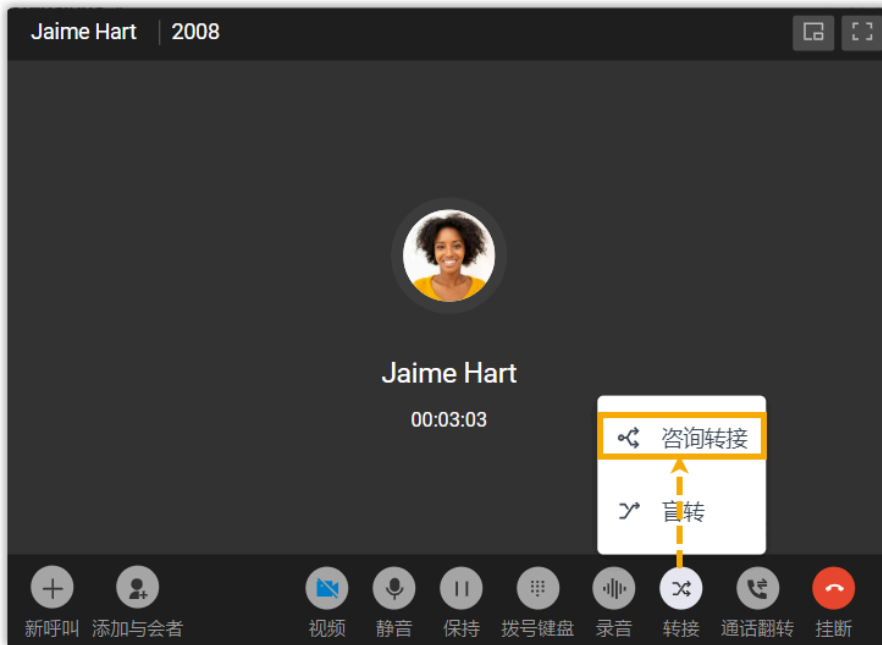 Jaime Hart | 2008
Jaime Hart
00:03:03
咨询转接
盲转
新呼叫 添加与会者 视频 静音 保持 拨号键盘 录音 转接 通话翻转 挂断